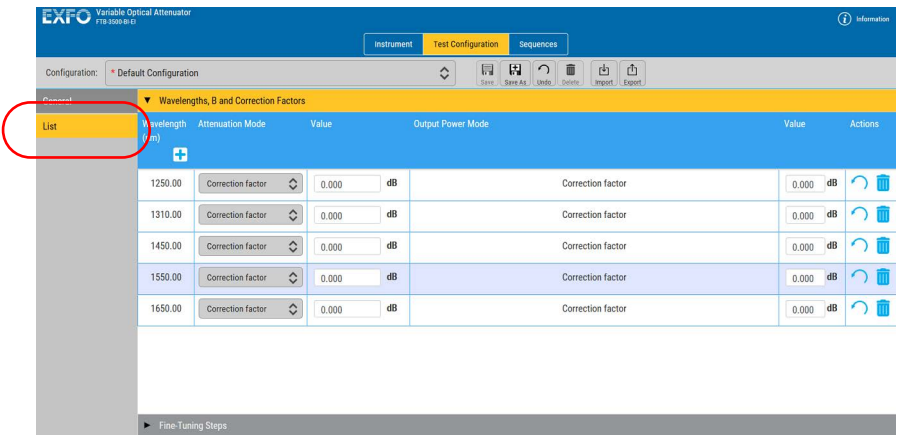 EXFO Variable Optical Attenuator
FTB-3500-BI-EI
Information
Instrument Test Configuration Sequences
Configuration: * Default Configuration Save Save As Undo Delete Import Export
General
▼ Wavelengths, B and Correction Factors
List
Wavelength (nm) Attenuation Mode Value Output Power Mode Value Actions
1250.00 Correction factor 0.000 dB Correction factor 0.000 dB
1310.00 Correction factor 0.000 dB Correction factor 0.000 dB
1450.00 Correction factor 0.000 dB Correction factor 0.000 dB
1550.00 Correction factor 0.000 dB Correction factor 0.000 dB
1650.00 Correction factor 0.000 dB Correction factor 0.000 dB
► Fine-Tuning Steps